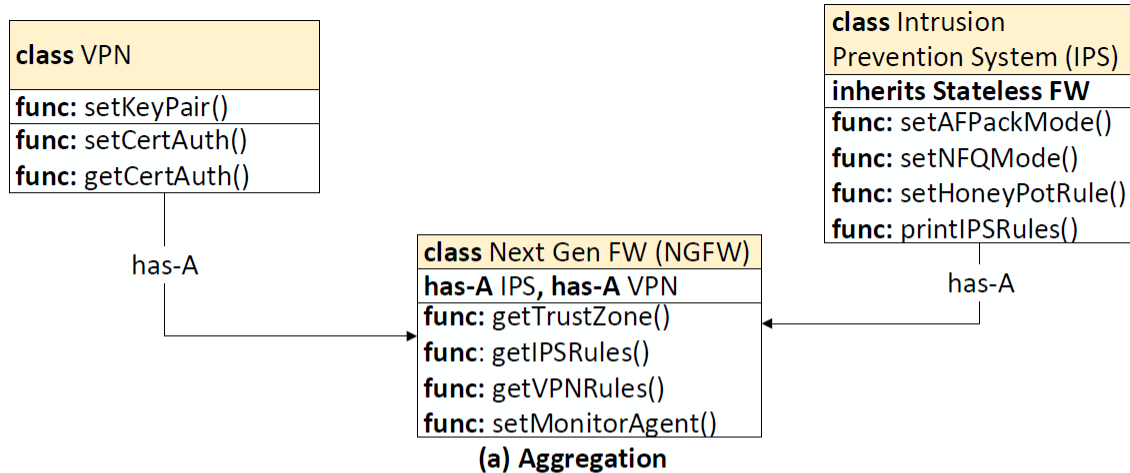 class VPN
func: setKeyPair()
func: setCertAuth()
func: getCertAuth()
class Intrusion
Prevention System (IPS)
inherits Stateless FW
func: setAFPackMode()
func: setNFQMode()
func: setHoneyPotRule()
func: printIPSRules()
has-A
has-A
class Next Gen FW (NGFW)
has-A IPS, has-A VPN
func: getTrustZone()
func: getIPSRules()
func: getVPNRules()
func: setMonitorAgent()
(a) Aggregation